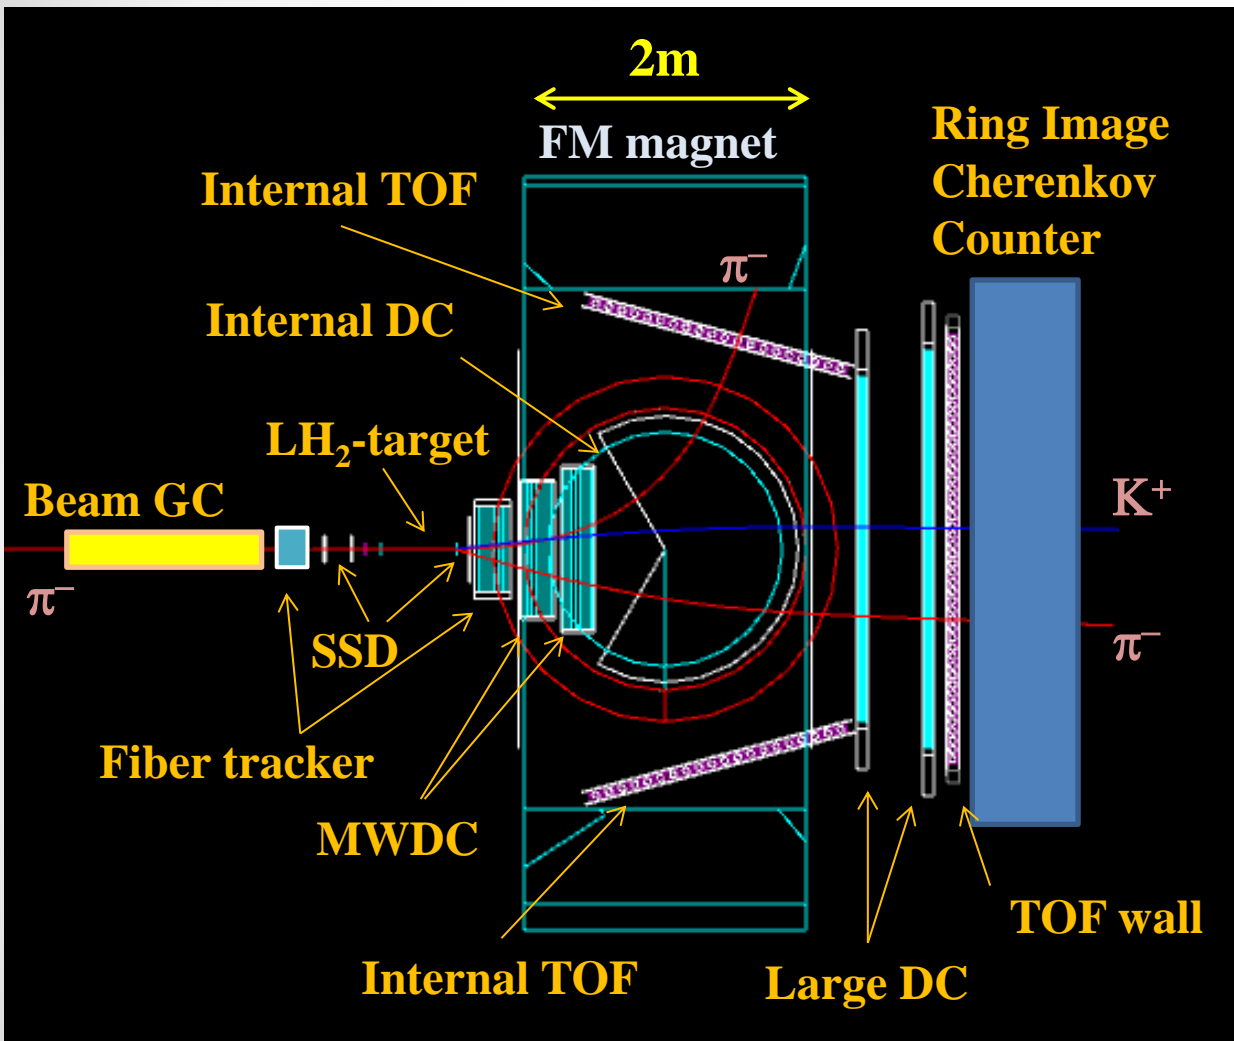 2m
FM magnet
Ring Image
Cherenkov
Counter
Internal TOF
π⁻
Internal DC
LH₂-target
Beam GC
K⁺
π⁻
π⁻
SSD
Fiber tracker
MWDC
TOF wall
Internal TOF
Large DC